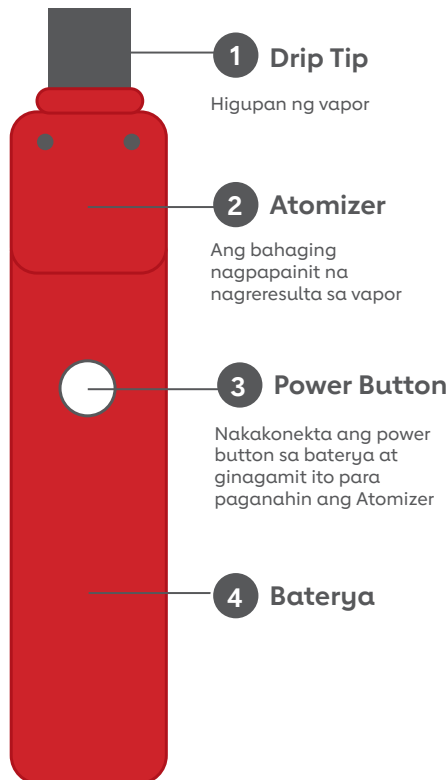 1 Drip Tip
Higupan ng vapor
2 Atomizer
Ang bahaging
nagpapainit na
nagreresulta sa vapor
3 Power Button
Nakakonekta ang power
button sa baterya at
ginagamit ito para
paganahin ang Atomizer
4 Baterya